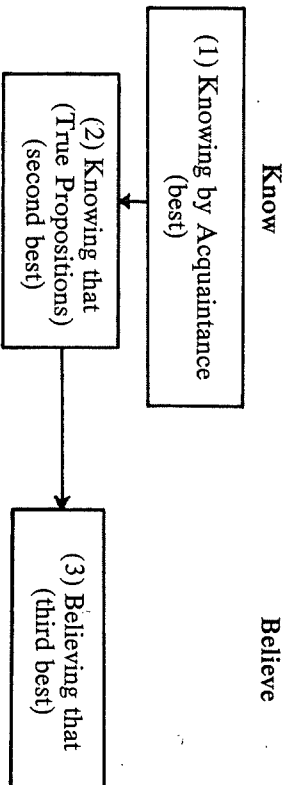 Know
Believe
(1) Knowing by Acquaintance
(best)
(2) Knowing that
(True Propositions)
(second best)
(3) Believing that
(third best)